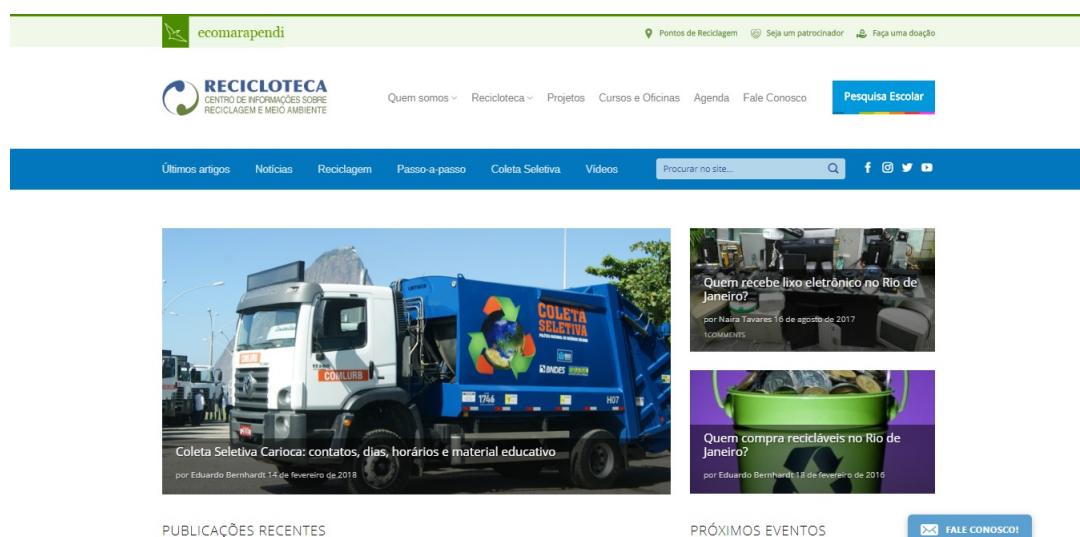 ecomarapendi
Pontos de Reciclagem Seja um patrocinador Faça uma doação
RECICLOTECA
CENTRO DE INFORMAÇÕES SOBRE
RECICLAGEM E MEIO AMBIENTE
Quem somos Recicloteca Projetos Cursos e Oficinas Agenda Fale Conosco Pesquisa Escolar
Últimos artigos Notícias Reciclagem Passo-a-passo Coleta Seletiva Vídeos Procurar no site...
COLETA
SELETIVA
BNDES
COMLURB
1746
H07
Coleta Seletiva Carioca: contatos, dias, horários e material educativo
por Eduardo Bernhardt 14 de fevereiro de 2018
Quem recebe lixo eletrônico no Rio de
Janeiro?
por Naira Tavares 16 de agosto de 2017
1COMMENTS
Quem compra recicláveis no Rio de
Janeiro?
por Eduardo Bernhardt 13 de fevereiro de 2016
PUBLICAÇÕES RECENTES
PRÓXIMOS EVENTOS
FALE CONOSCO!